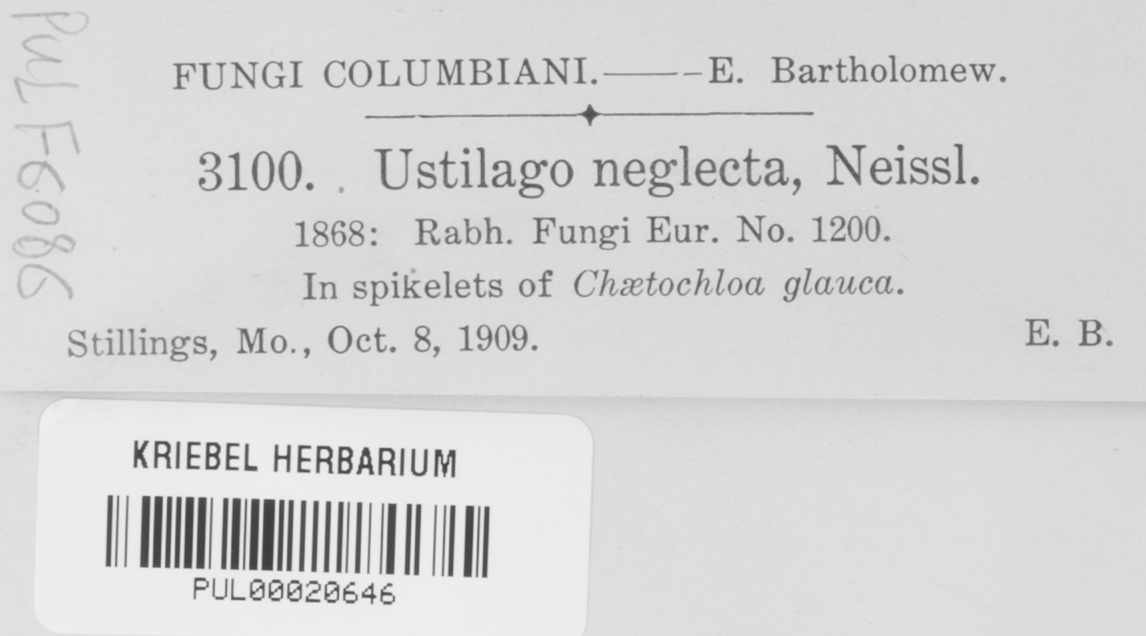 PUL F6086
FUNGI COLUMBIANI.——–E. Bartholomew.
3100. . Ustilago neglecta, Neissl.
1868: Rabh. Fungi Eur. No. 1200.
In spikelets of Chætochloa glauca.
Stillings, Mo., Oct. 8, 1909. E. B.
KRIEBEL HERBARIUM
PUL00020646